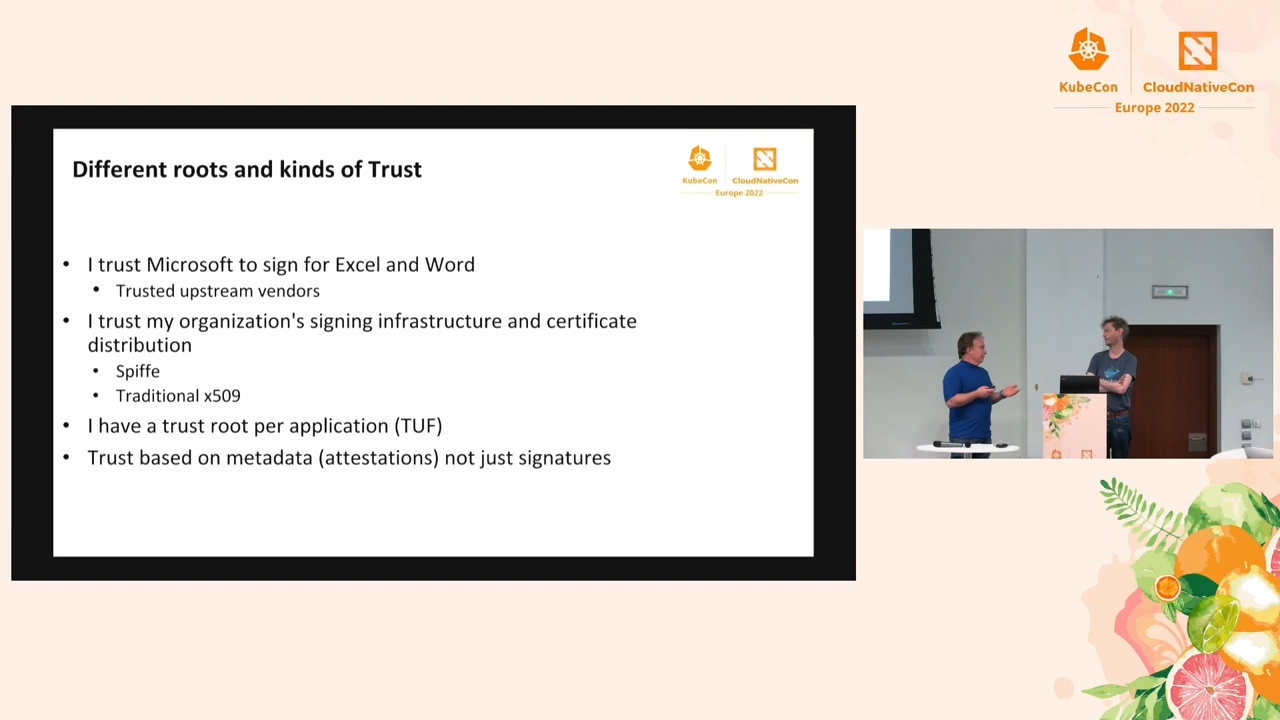 KubeCon
CloudNativeCon
Europe 2022
Different roots and kinds of Trust
KubeCon
CloudNativeCon
Europe 2022
• I trust Microsoft to sign for Excel and Word
• Trusted upstream vendors
• I trust my organization's signing infrastructure and certificate
distribution
• Spiffe
• Traditional x509
• I have a trust root per application (TUF)
• Trust based on metadata (attestations) not just signatures